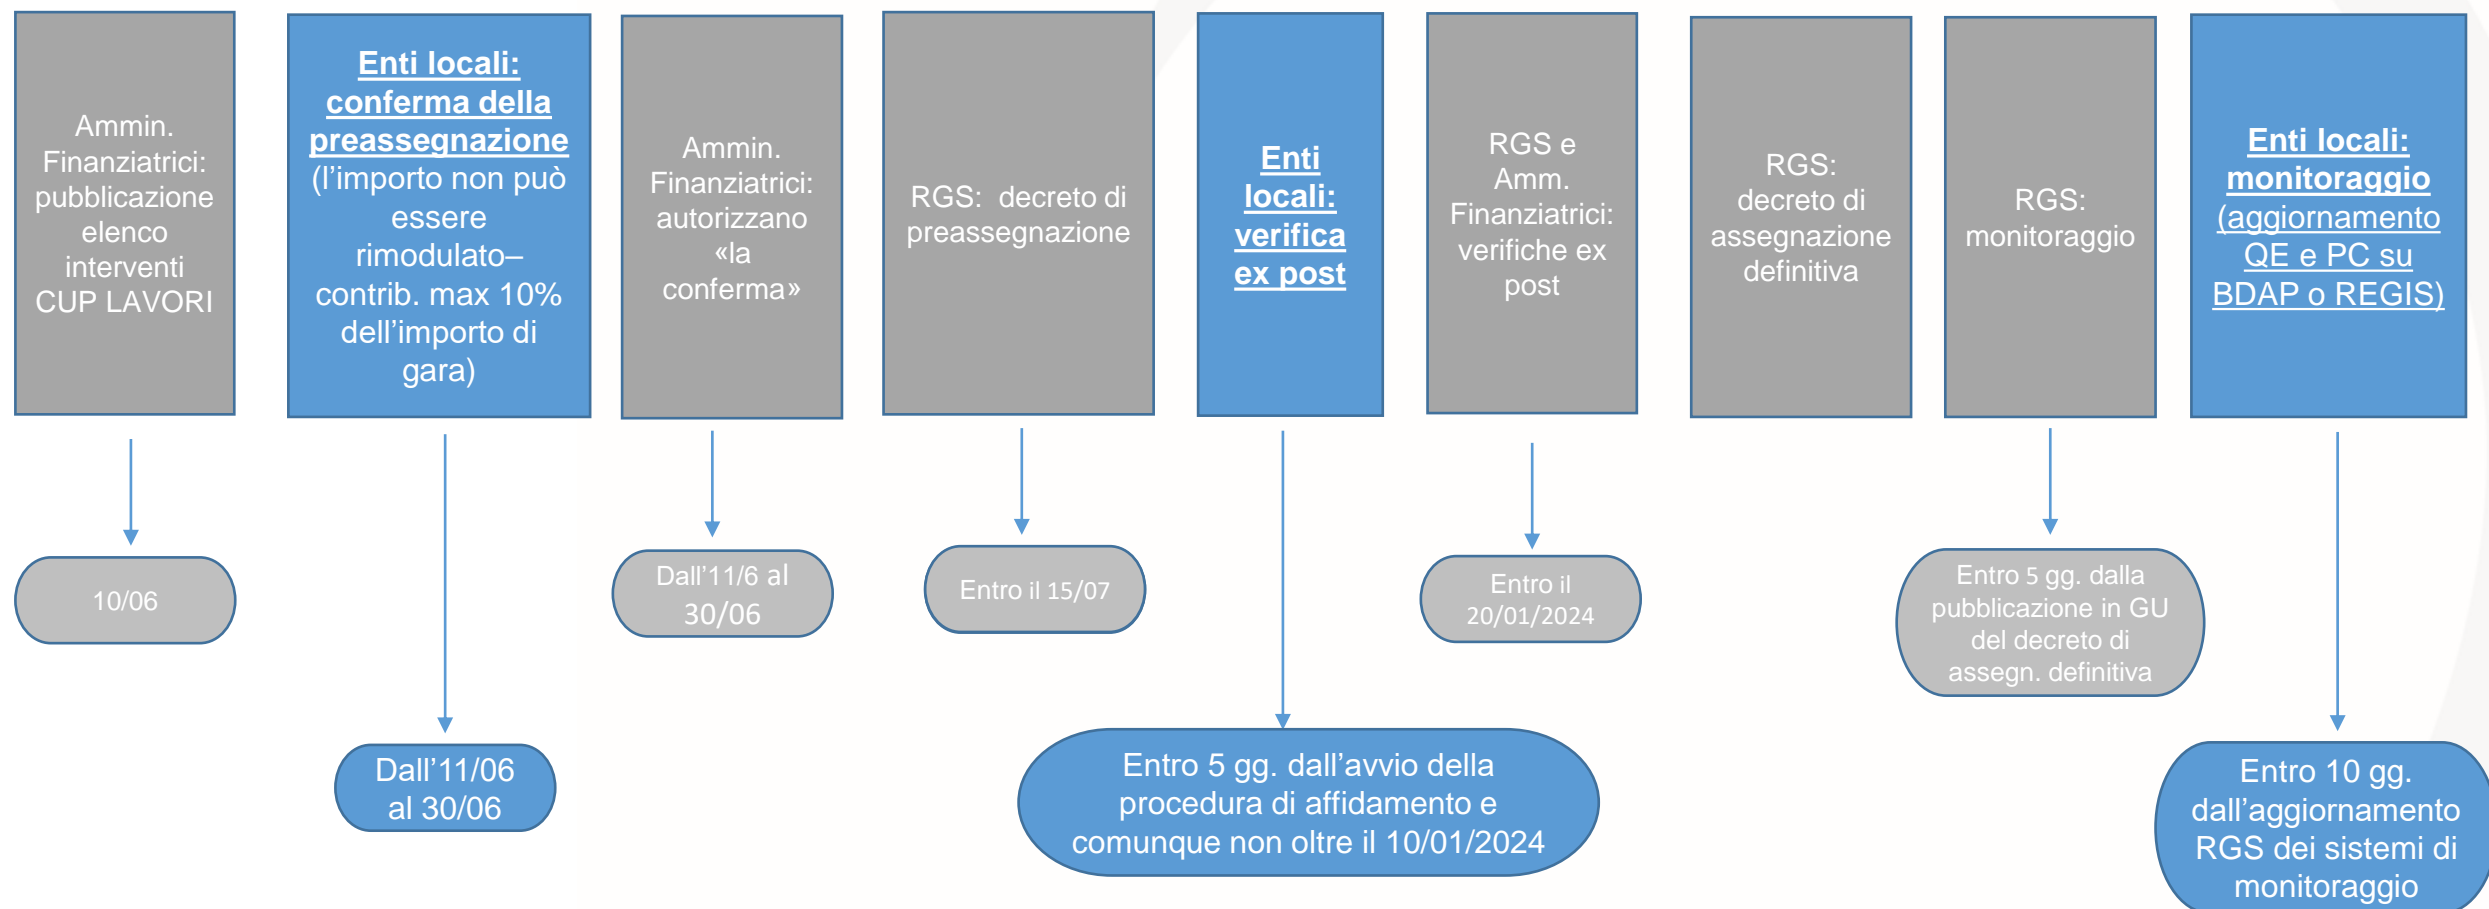 Ammin.
Finanziatrici:
pubblicazione
elenco
interventi
CUP LAVORI
Enti locali:
conferma della
preassegnazione
(l’importo non può
essere
rimodulato–
contrib. max 10%
dell’importo di
gara)
Ammin.
Finanziatrici:
autorizzano
«la
conferma»
RGS: decreto di
preassegnazione
Enti
locali:
verifica
ex post
RGS e
Amm.
Finanziatrici:
verifiche ex
post
RGS:
decreto di
assegnazione
definitiva
RGS:
monitoraggio
Enti locali:
monitoraggio
(aggiornamento
QE e PC su
BDAP o REGIS)
10/06
Dall’11/06
al 30/06
Dall’11/6 al
30/06
Entro il 15/07
Entro 5 gg. dall’avvio della
procedura di affidamento e
comunque non oltre il 10/01/2024
Entro il
20/01/2024
Entro 5 gg. dalla
pubblicazione in GU
del decreto di
assegn. definitiva
Entro 10 gg.
dall’aggiornamento
RGS dei sistemi di
monitoraggio